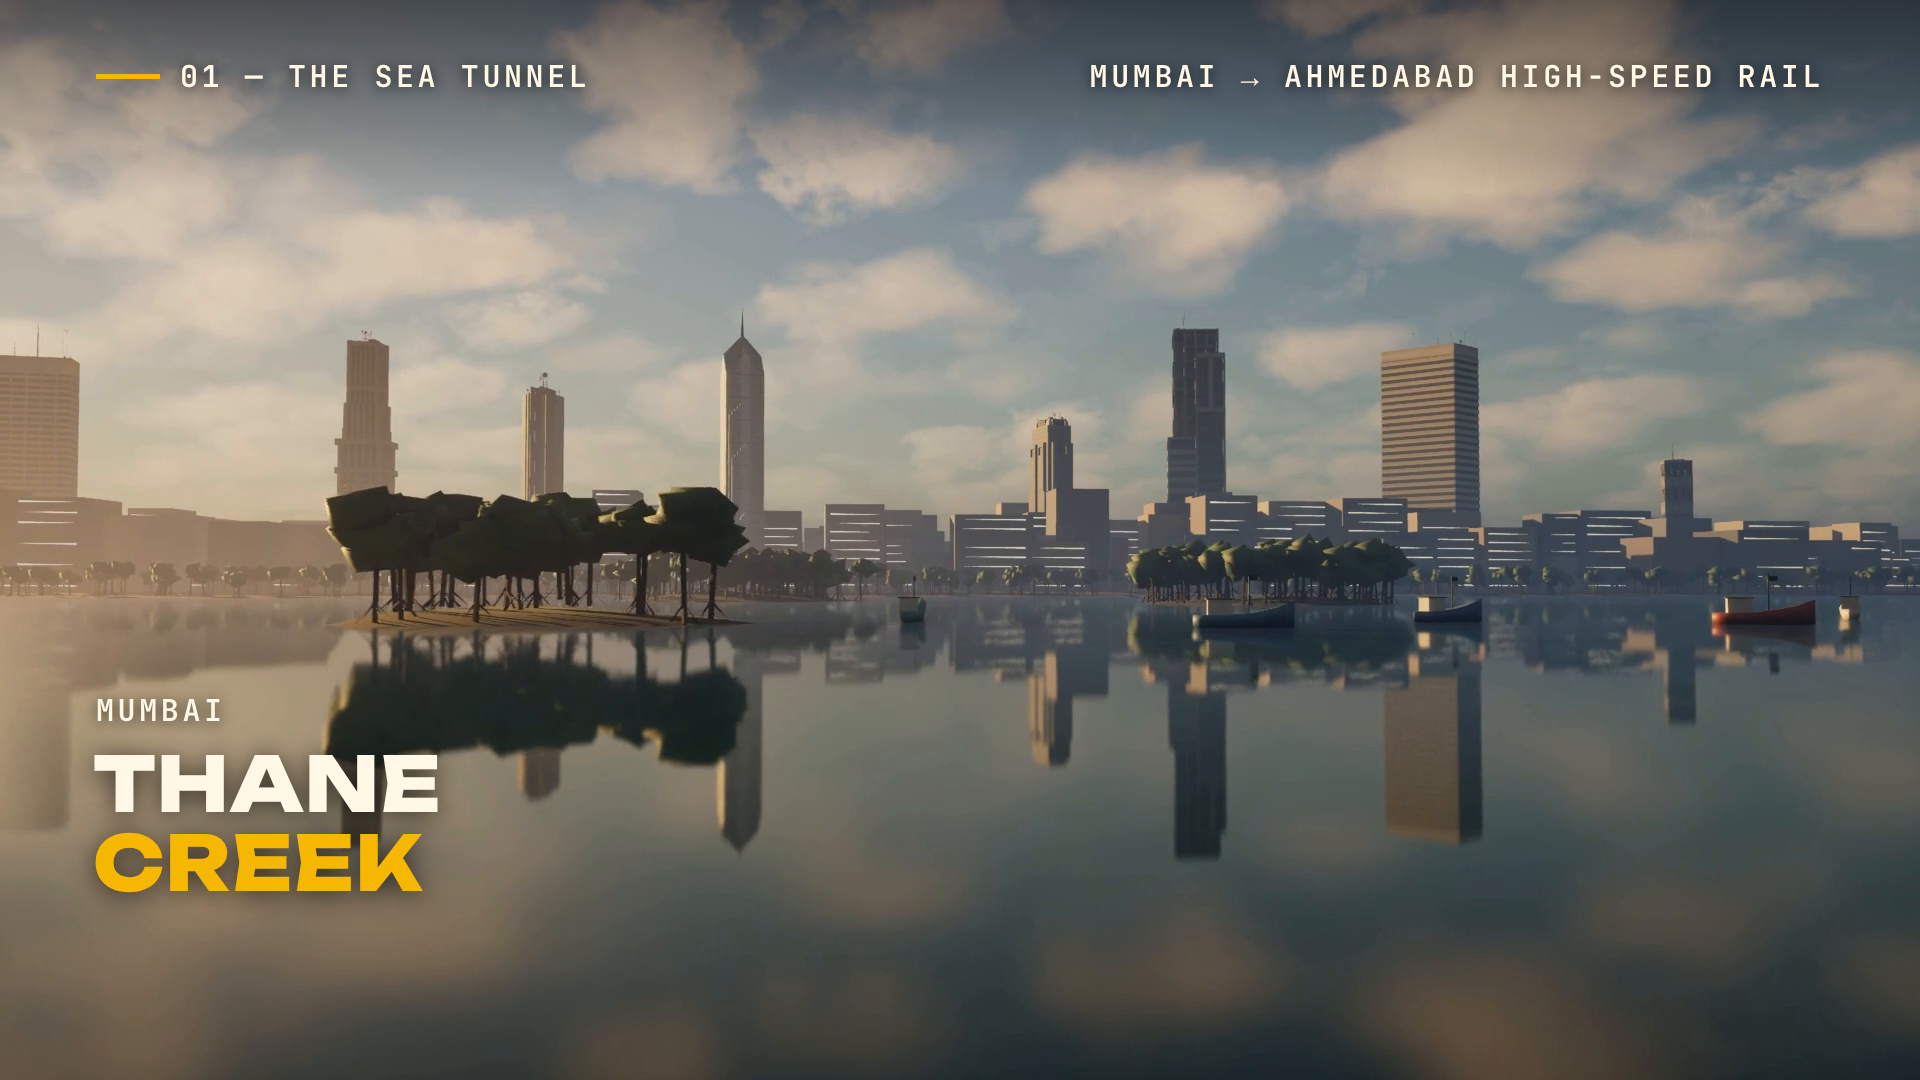 01 — THE SEA TUNNEL
MUMBAI → AHMEDABAD HIGH-SPEED RAIL
MUMBAI
THANE
CREEK